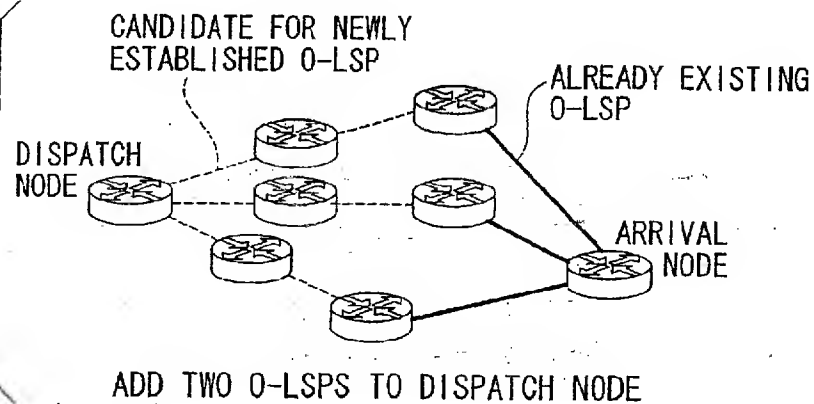 CANDIDATE FOR NEWLY
ESTABLISHED O-LSP
ALREADY EXISTING
O-LSP
DISPATCH
NODE
ARRIVAL
NODE
ADD TWO O-LSPS TO DISPATCH NODE